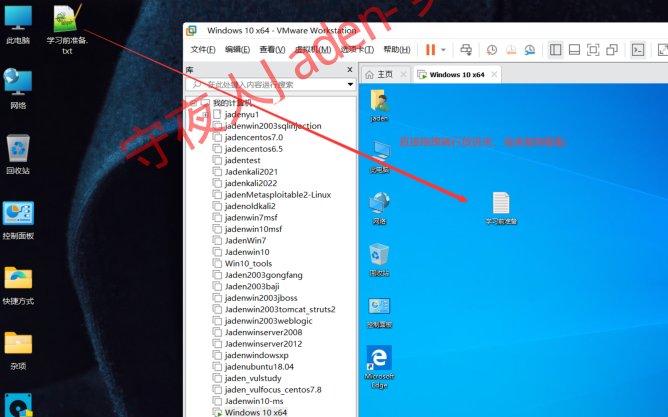 此电脑
学习前准备.
txt
网络
回收站
控制面板
快捷方式
杂项
Windows 10 x64 - VMware Workstation
文件(F) 编辑(E) 查看(V) 虚拟机(M) 选项卡(T) 帮助(H)
库
在此处键入内容进行搜索
我的计算机
jadenyu1
jadenwin2003sqlinjection
jadencentos7.0
jadencentos6.5
jadentest
Jadenkali2021
jadenkali2022
jadenMetasploitable2-Linux
jadenoldkali2
jadenwin7msf
jadenwin10msf
JadenWin7
Jadenwin10
Win10_tools
Jaden2003gongfang
Jaden2003baji
jadenwin2003jboss
Jadenwin2003tomcat_struts2
Jadenwin2003weblogic
Jadenwinserver2008
Jadenwinserver2012
jadenwindowsxp
jadenubuntu18.04
jaden_vulstudy
jaden_vulfocus_centos7.8
Jadenwin10-ms
Windows 10 x64
主页
Windows 10 x64
jaden
此电脑
网络
回收站
控制面板
Microsoft
Edge
学习前准备
守夜人Jaden-